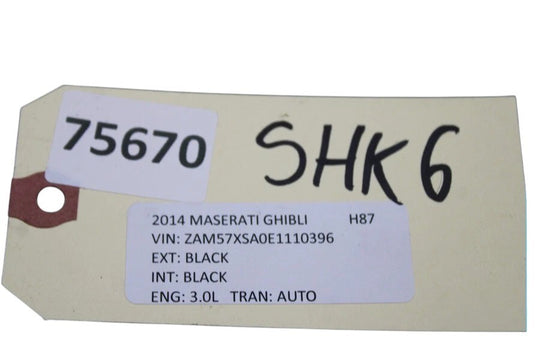 75670
SHK6
2014 MASERATI GHIBLI H87
VIN: ZAM57XSA0E1110396
EXT: BLACK
INT: BLACK
ENG: 3.0L TRAN: AUTO